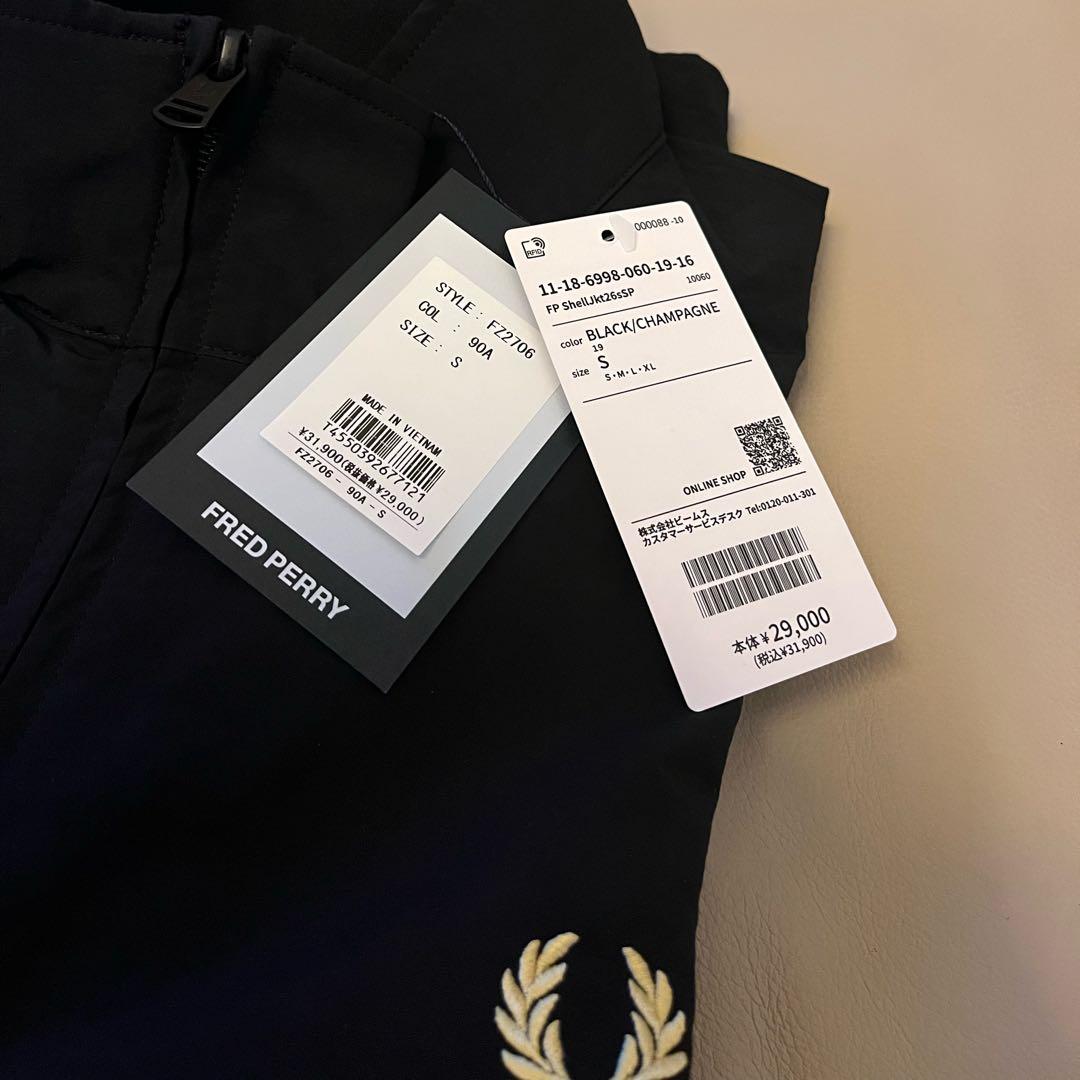 STYLE : FZ2706
COL : 90A
SIZE : S
MADE IN VIETNAM
T4550392677121
¥31,900(税抜価格¥29,000)
FZ2706 - 90A - S
FRED PERRY
RFID
000088 -10
11-18-6998-060-19-16
FP ShellJkt26sSP 10060
color BLACK/CHAMPAGNE
19
size S
S・M・L・XL
ONLINE SHOP
株式会社ビームス
カスタマーサービスデスク Tel:0120-011-301
本体¥29,000
(税込¥31,900)